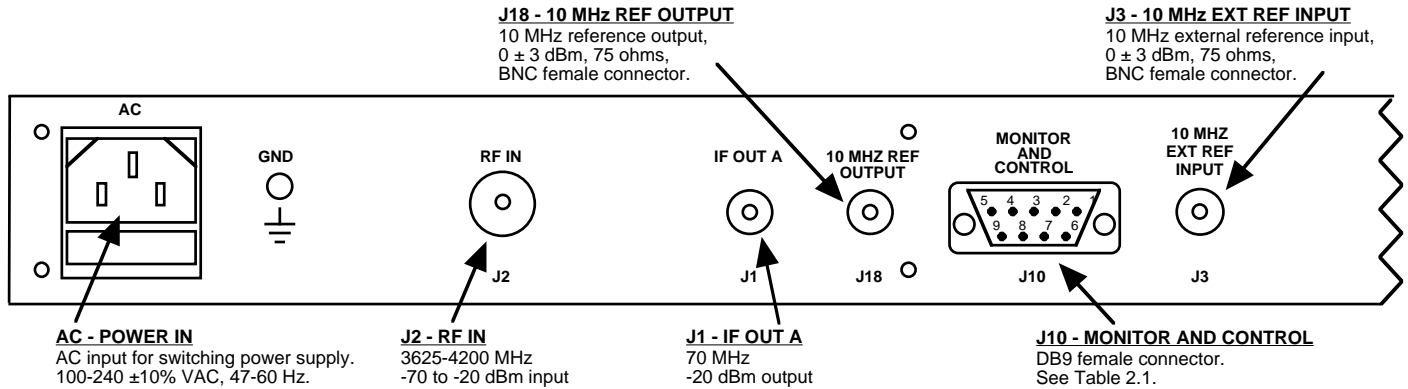 J18 - 10 MHz REF OUTPUT
10 MHz reference output,
0 ± 3 dBm, 75 ohms,
BNC female connector.
J3 - 10 MHz EXT REF INPUT
10 MHz external reference input,
0 ± 3 dBm, 75 ohms,
BNC female connector.
AC
GND
RF IN
J2
IF OUT A
J1
10 MHZ REF
OUTPUT
J18
MONITOR
AND
CONTROL
5 4 3 2 1
9 8 7 6
J10
10 MHZ
EXT REF
INPUT
J3
AC - POWER IN
AC input for switching power supply.
100-240 ±10% VAC, 47-60 Hz.
J2 - RF IN
3625-4200 MHz
-70 to -20 dBm input
J1 - IF OUT A
70 MHz
-20 dBm output
J10 - MONITOR AND CONTROL
DB9 female connector.
See Table 2.1.